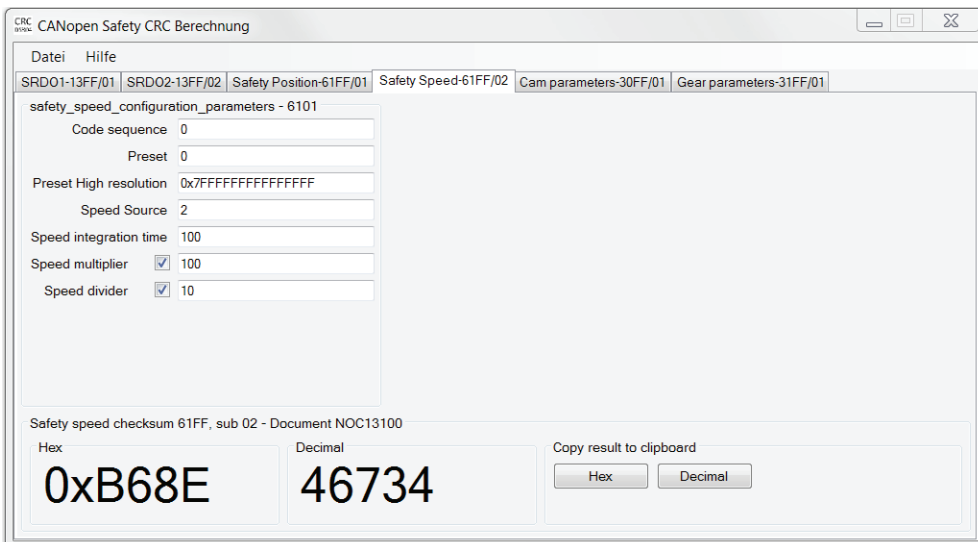 CRC CANopen Safety CRC Berechnung
Datei Hilfe
SRDO1-13FF/01 SRDO2-13FF/02 Safety Position-61FF/01 Safety Speed-61FF/02 Cam parameters-30FF/01 Gear parameters-31FF/01
safety_speed_configuration_parameters - 6101
Code sequence 0
Preset 0
Preset High resolution 0x7FFFFFFFFFFFFFFF
Speed Source 2
Speed integration time 100
Speed multiplier 100
Speed divider 10
Safety speed checksum 61FF, sub 02 - Document NOC13100
Hex Decimal Copy result to clipboard
0xB68E 46734 Hex Decimal